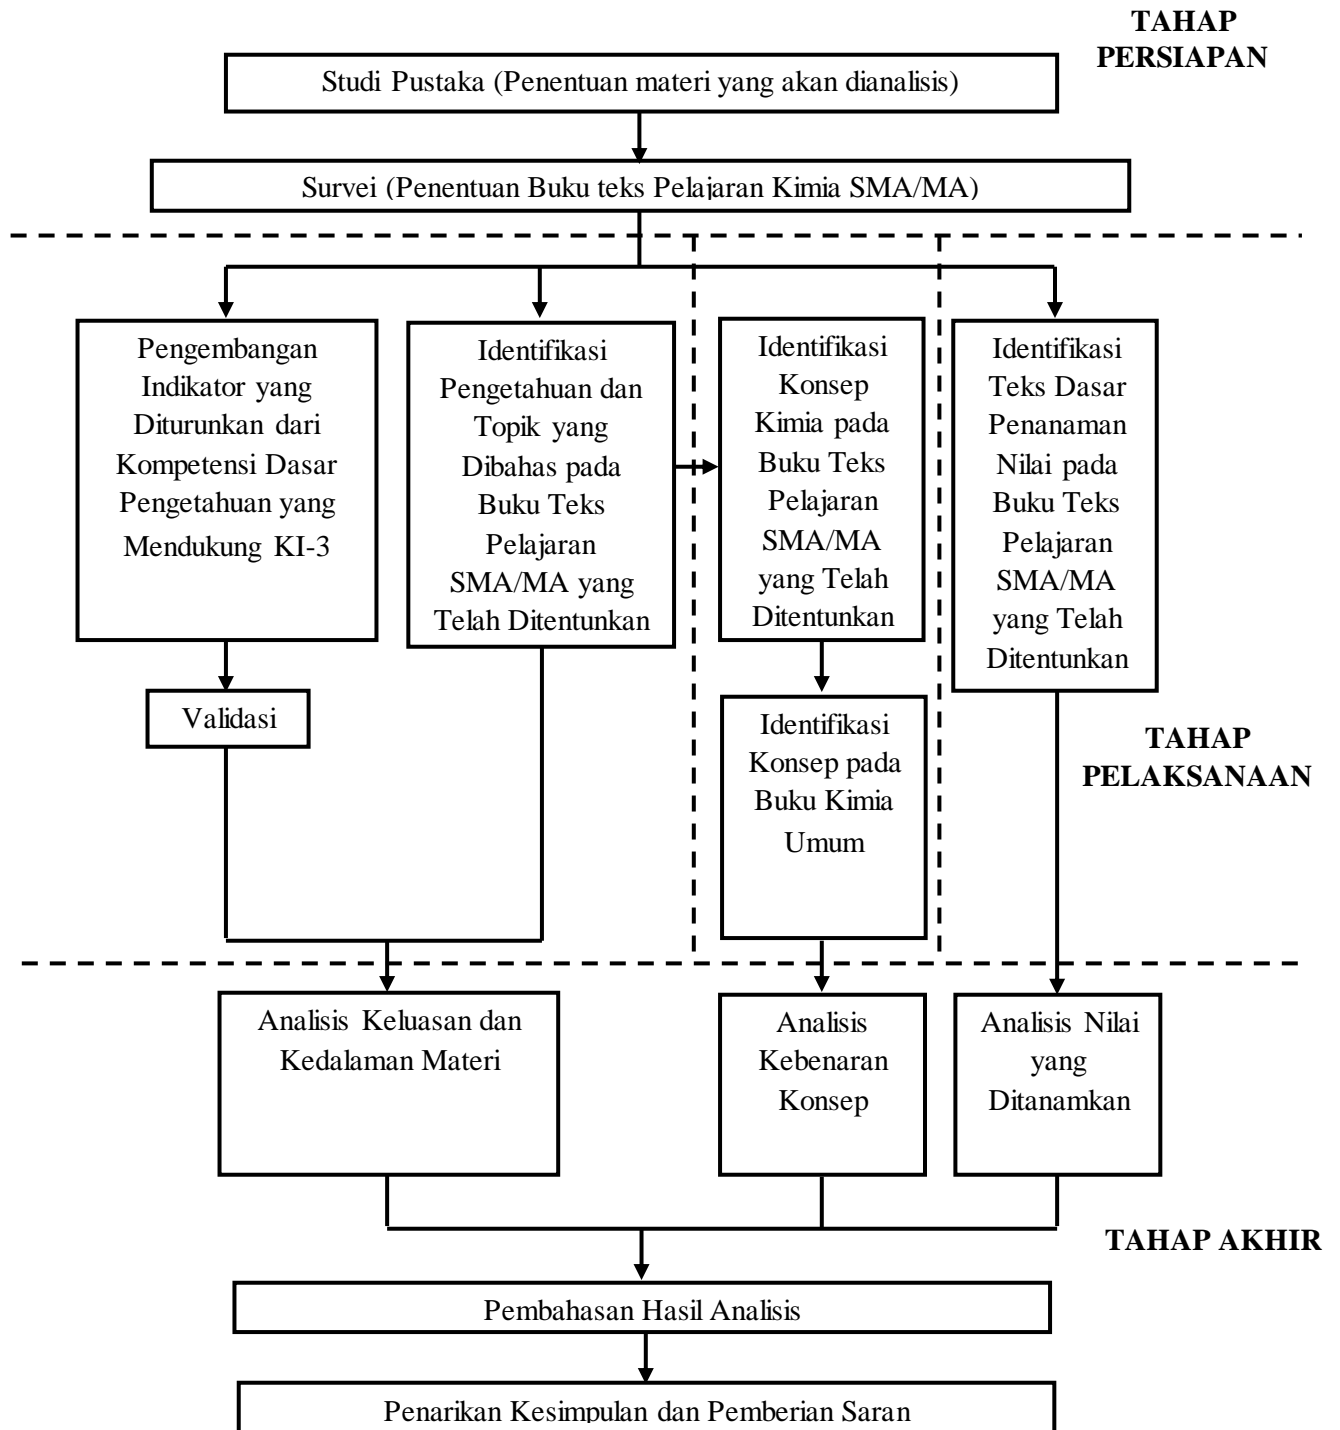 TAHAP
PERSIAPAN
Studi Pustaka (Penentuan materi yang akan dianalisis)
Survei (Penentuan Buku teks Pelajaran Kimia SMA/MA)
Pengembangan
Indikator yang
Diturunkan dari
Kompetensi Dasar
Pengetahuan yang
Mendukung KI-3
Identifikasi
Pengetahuan dan
Topik yang
Dibahas pada
Buku Teks
Pelajaran
SMA/MA yang
Telah Ditentunkan
Identifikasi
Konsep
Kimia pada
Buku Teks
Pelajaran
SMA/MA
yang Telah
Ditentunkan
Identifikasi
Teks Dasar
Penanaman
Nilai pada
Buku Teks
Pelajaran
SMA/MA
yang Telah
Ditentunkan
Validasi
Identifikasi
Konsep pada
Buku Kimia
Umum
TAHAP
PELAKSANAAN
Analisis Keluasan dan
Kedalaman Materi
Analisis
Kebenaran
Konsep
Analisis Nilai
yang
Ditanamkan
TAHAP AKHIR
Pembahasan Hasil Analisis
Penarikan Kesimpulan dan Pemberian Saran